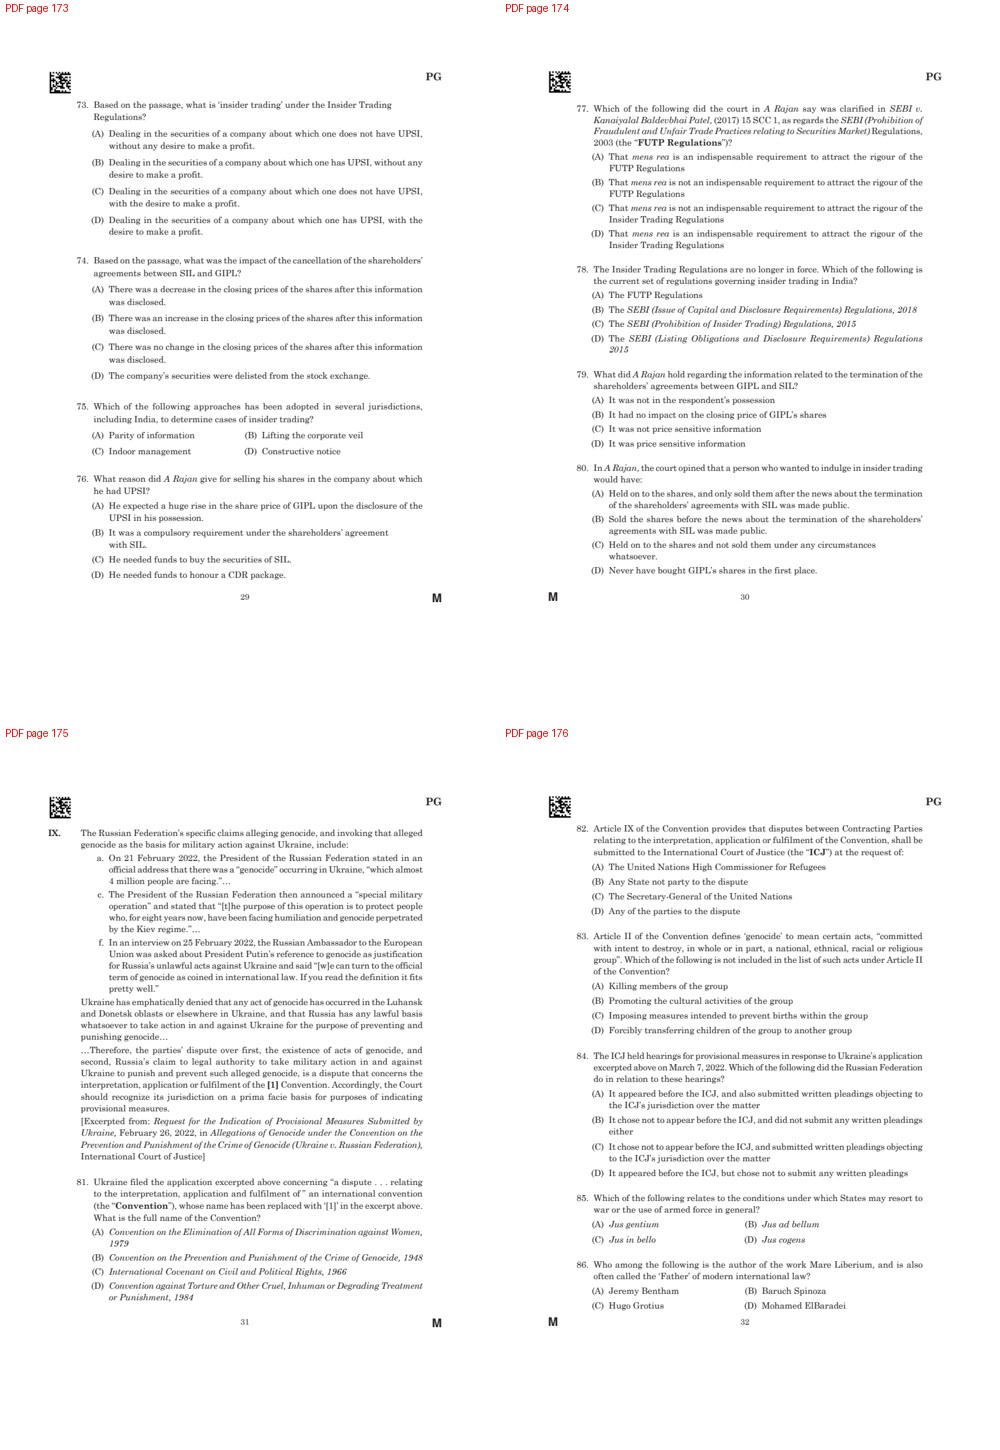 PDF page 173
PG
73. Based on the passage, what is 'insider trading' under the Insider Trading
Regulations?
(A) Dealing in the securities of a company about which one does not have UPSI,
without any desire to make a profit.
(B) Dealing in the securities of a company about which one has UPSI, without any
desire to make a profit.
(C) Dealing in the securities of a company about which one does not have UPSI,
with the desire to make a profit.
(D) Dealing in the securities of a company about which one has UPSI, with the
desire to make a profit.
74. Based on the passage, what was the impact of the cancellation of the shareholders'
agreements between SIL and GIPL?
(A) There was a decrease in the closing prices of the shares after this information
was disclosed.
(B) There was an increase in the closing prices of the shares after this information
was disclosed.
(C) There was no change in the closing prices of the shares after this information
was disclosed.
(D) The company's securities were delisted from the stock exchange.
75. Which of the following approaches has been adopted in several jurisdictions,
including India, to determine cases of insider trading?
(A) Parity of information (B) Lifting the corporate veil
(C) Indoor management (D) Constructive notice
76. What reason did A Rajan give for selling his shares in the company about which
he had UPSI?
(A) He expected a huge rise in the share price of GIPL upon the disclosure of the
UPSI in his possession.
(B) It was a compulsory requirement under the shareholders' agreement
with SIL.
(C) He needed funds to buy the securities of SIL.
(D) He needed funds to honour a CDR package.
29
M
PDF page 174
PG
77. Which of the following did the court in A Rajan say was clarified in SEBI v.
Kanaiyalal Baldevbhai Patel, (2017) 15 SCC 1, as regards the SEBI (Prohibition of
Fraudulent and Unfair Trade Practices relating to Securities Market) Regulations,
2003 (the "FUTP Regulations")?
(A) That mens rea is an indispensable requirement to attract the rigour of the
FUTP Regulations
(B) That mens rea is not an indispensable requirement to attract the rigour of the
FUTP Regulations
(C) That mens rea is not an indispensable requirement to attract the rigour of the
Insider Trading Regulations
(D) That mens rea is an indispensable requirement to attract the rigour of the
Insider Trading Regulations
78. The Insider Trading Regulations are no longer in force. Which of the following is
the current set of regulations governing insider trading in India?
(A) The FUTP Regulations
(B) The SEBI (Issue of Capital and Disclosure Requirements) Regulations, 2018
(C) The SEBI (Prohibition of Insider Trading) Regulations, 2015
(D) The SEBI (Listing Obligations and Disclosure Requirements) Regulations
2015
79. What did A Rajan hold regarding the information related to the termination of the
shareholders' agreements between GIPL and SIL?
(A) It was not in the respondent's possession
(B) It had no impact on the closing price of GIPL's shares
(C) It was not price sensitive information
(D) It was price sensitive information
80. In A Rajan, the court opined that a person who wanted to indulge in insider trading
would have:
(A) Held on to the shares, and only sold them after the news about the termination
of the shareholders' agreements with SIL was made public.
(B) Sold the shares before the news about the termination of the shareholders'
agreements with SIL was made public.
(C) Held on to the shares and not sold them under any circumstances
whatsoever.
(D) Never have bought GIPL's shares in the first place.
M
30
PDF page 175
PG
IX. The Russian Federation's specific claims alleging genocide, and invoking that alleged
genocide as the basis for military action against Ukraine, include:
a. On 21 February 2022, the President of the Russian Federation stated in an
official address that there was a "genocide" occurring in Ukraine, "which almost
4 million people are facing."…
c. The President of the Russian Federation then announced a "special military
operation" and stated that "[t]he purpose of this operation is to protect people
who, for eight years now, have been facing humiliation and genocide perpetrated
by the Kiev regime."…
f. In an interview on 25 February 2022, the Russian Ambassador to the European
Union was asked about President Putin's reference to genocide as justification
for Russia's unlawful acts against Ukraine and said "[w]e can turn to the official
term of genocide as coined in international law. If you read the definition it fits
pretty well."
Ukraine has emphatically denied that any act of genocide has occurred in the Luhansk
and Donetsk oblasts or elsewhere in Ukraine, and that Russia has any lawful basis
whatsoever to take action in and against Ukraine for the purpose of preventing and
punishing genocide…
…Therefore, the parties' dispute over first, the existence of acts of genocide, and
second, Russia's claim to legal authority to take military action in and against
Ukraine to punish and prevent such alleged genocide, is a dispute that concerns the
interpretation, application or fulfilment of the [1] Convention. Accordingly, the Court
should recognize its jurisdiction on a prima facie basis for purposes of indicating
provisional measures.
[Excerpted from: Request for the Indication of Provisional Measures Submitted by
Ukraine, February 26, 2022, in Allegations of Genocide under the Convention on the
Prevention and Punishment of the Crime of Genocide (Ukraine v. Russian Federation),
International Court of Justice]
81. Ukraine filed the application excerpted above concerning "a dispute . . . relating
to the interpretation, application and fulfilment of " an international convention
(the "Convention"), whose name has been replaced with '[1]' in the excerpt above.
What is the full name of the Convention?
(A) Convention on the Elimination of All Forms of Discrimination against Women,
1979
(B) Convention on the Prevention and Punishment of the Crime of Genocide, 1948
(C) International Covenant on Civil and Political Rights, 1966
(D) Convention against Torture and Other Cruel, Inhuman or Degrading Treatment
or Punishment, 1984
31
M
PDF page 176
PG
82. Article IX of the Convention provides that disputes between Contracting Parties
relating to the interpretation, application or fulfilment of the Convention, shall be
submitted to the International Court of Justice (the "ICJ") at the request of:
(A) The United Nations High Commissioner for Refugees
(B) Any State not party to the dispute
(C) The Secretary-General of the United Nations
(D) Any of the parties to the dispute
83. Article II of the Convention defines 'genocide' to mean certain acts, "committed
with intent to destroy, in whole or in part, a national, ethnical, racial or religious
group". Which of the following is not included in the list of such acts under Article II
of the Convention?
(A) Killing members of the group
(B) Promoting the cultural activities of the group
(C) Imposing measures intended to prevent births within the group
(D) Forcibly transferring children of the group to another group
84. The ICJ held hearings for provisional measures in response to Ukraine's application
excerpted above on March 7, 2022. Which of the following did the Russian Federation
do in relation to these hearings?
(A) It appeared before the ICJ, and also submitted written pleadings objecting to
the ICJ's jurisdiction over the matter
(B) It chose not to appear before the ICJ, and did not submit any written pleadings
either
(C) It chose not to appear before the ICJ, and submitted written pleadings objecting
to the ICJ's jurisdiction over the matter
(D) It appeared before the ICJ, but chose not to submit any written pleadings
85. Which of the following relates to the conditions under which States may resort to
war or the use of armed force in general?
(A) Jus gentium (B) Jus ad bellum
(C) Jus in bello (D) Jus cogens
86. Who among the following is the author of the work Mare Liberium, and is also
often called the 'Father' of modern international law?
(A) Jeremy Bentham (B) Baruch Spinoza
(C) Hugo Grotius (D) Mohamed ElBaradei
M
32